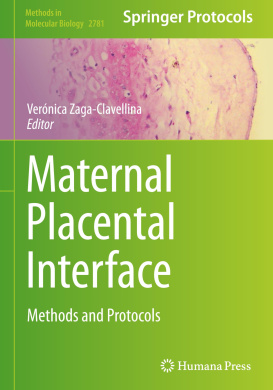 Methods in
Molecular Biology 2781
Springer Protocols
Verónica Zaga-Clavellina
Editor
Maternal
Placental
Interface
Methods and Protocols
Humana Press